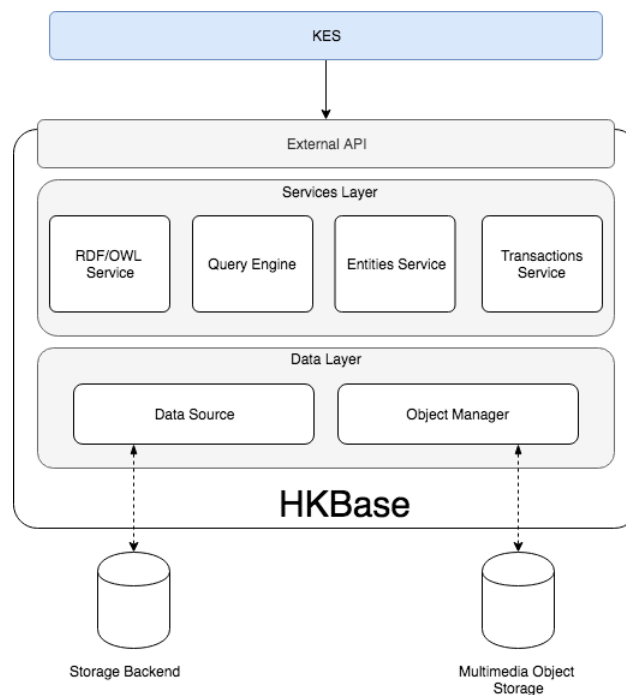 KES
External API
Services Layer
RDF/OWL
Service
Query Engine
Entities Service
Transactions
Service
Data Layer
Data Source
Object Manager
HKBase
Storage Backend
Multimedia Object
Storage